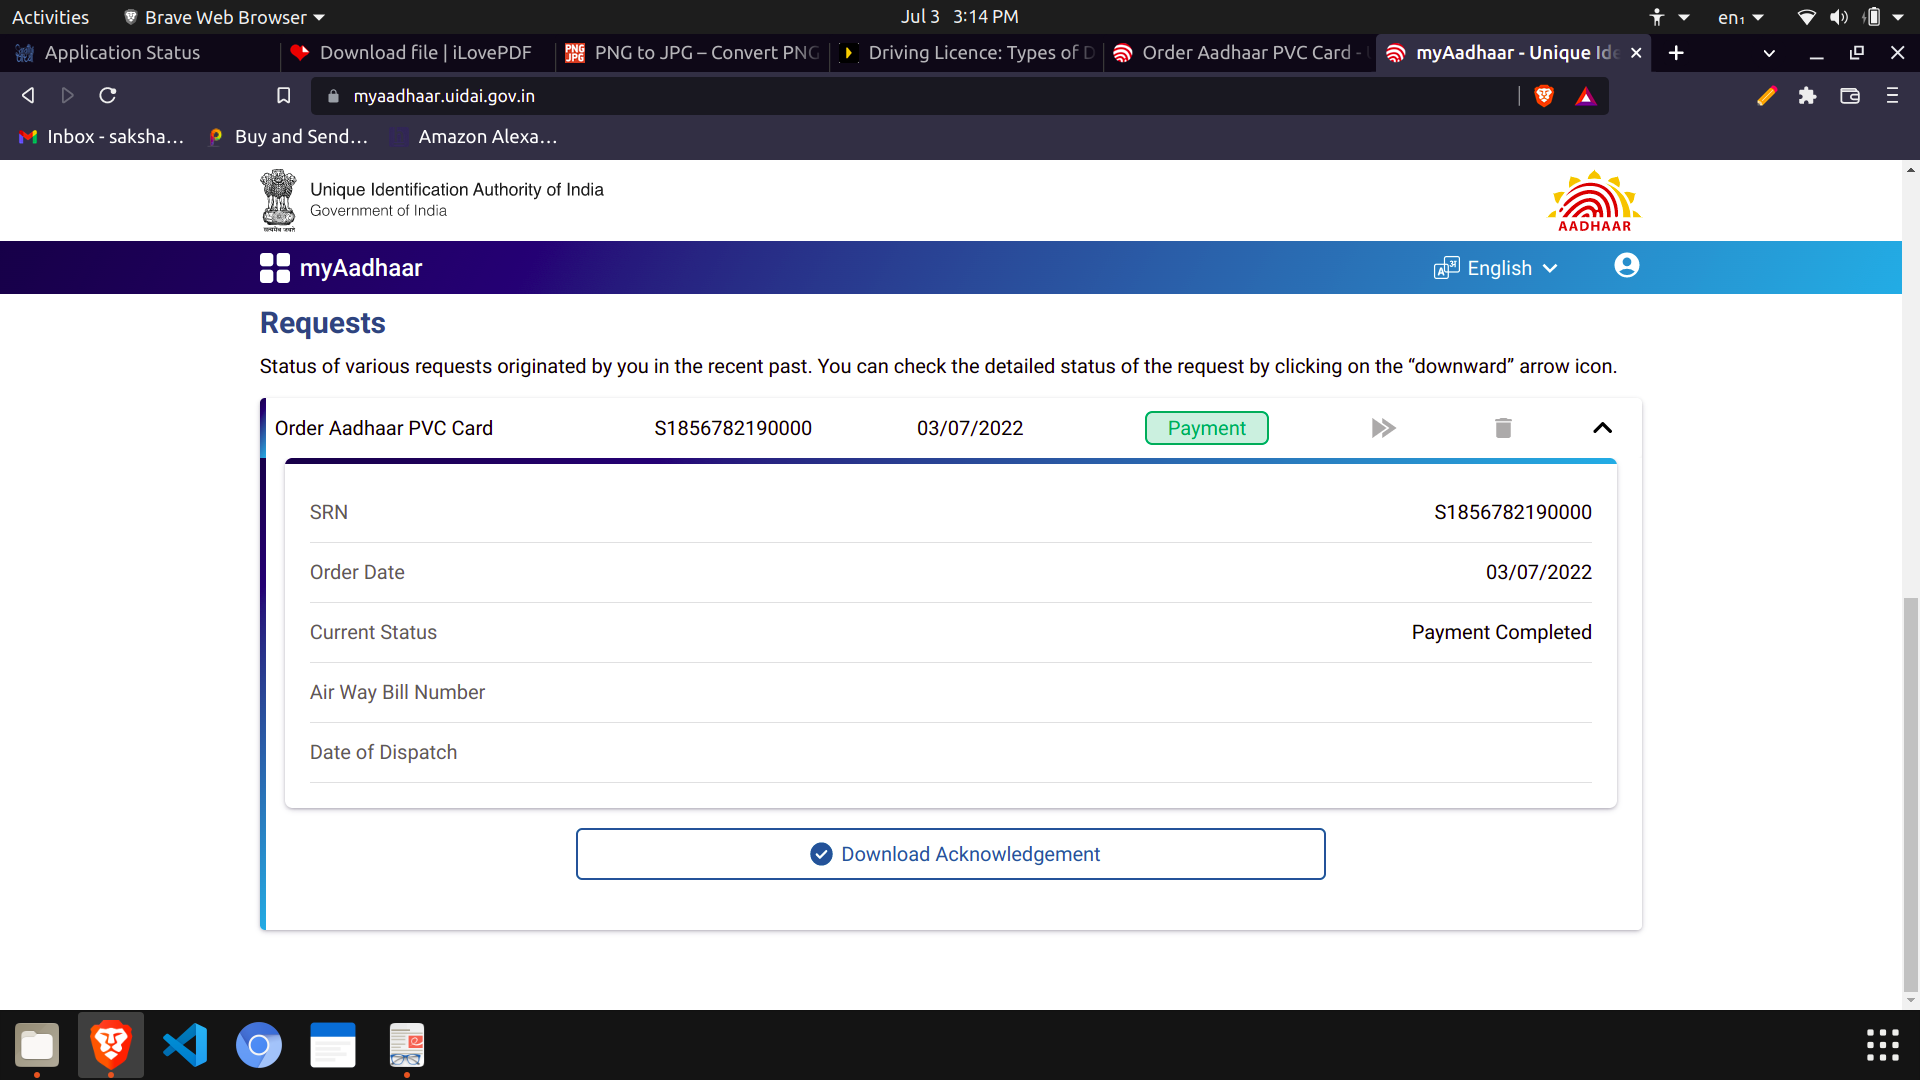 Activities Brave Web Browser Jul 3 3:14 PM en₁
Application Status Download file | iLovePDF PNG to JPG – Convert PNG Driving Licence: Types of D Order Aadhaar PVC Card - myAadhaar - Unique Ide
myaadhaar.uidai.gov.in
Inbox - saksha... Buy and Send... Amazon Alexa...
Unique Identification Authority of India
Government of India
सत्यमेव जयते
AADHAAR
myAadhaar English
Requests
Status of various requests originated by you in the recent past. You can check the detailed status of the request by clicking on the “downward” arrow icon.
Order Aadhaar PVC Card S1856782190000 03/07/2022 Payment
SRN S1856782190000
Order Date 03/07/2022
Current Status Payment Completed
Air Way Bill Number
Date of Dispatch
Download Acknowledgement